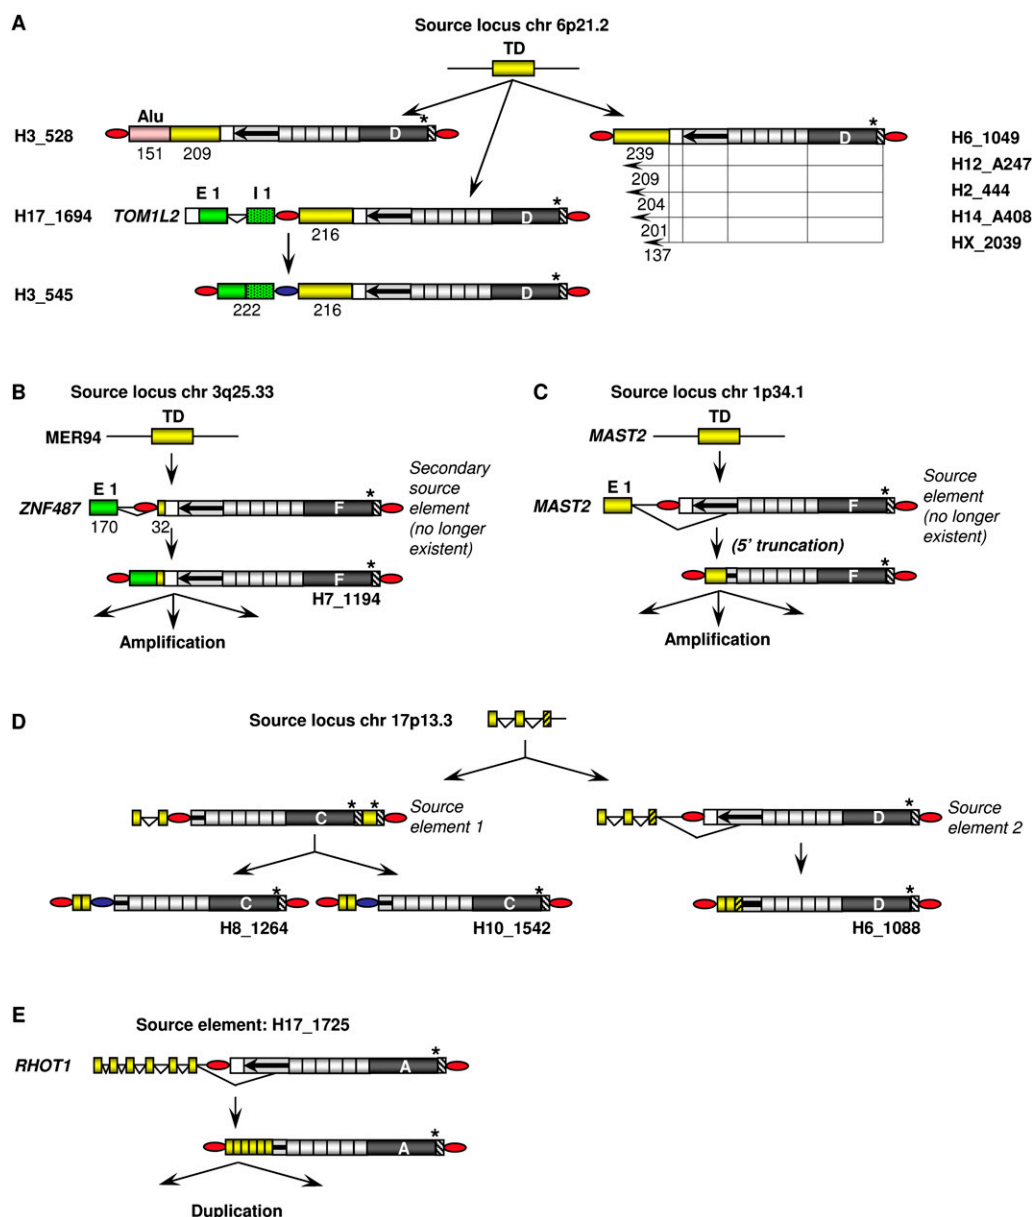 A
Source locus chr 6p21.2
TD
Alu
*
D
H3_528
151 209
*
D
H6_1049
239
H12_A247
209
H2_444
204
H14_A408
201
HX_2039
137
E 1 I 1
*
H17_1694 TOM1L2
D
216
*
H3_545
D
222 216
B
Source locus chr 3q25.33
TD
MER94
E 1
*
ZNF487
F
170 32
Secondary
source
element
(no longer
existent)
*
F
H7_1194
Amplification
C
Source locus chr 1p34.1
TD
MAST2
E 1
*
MAST2
F
Source
element
(no longer
existent)
(5' truncation)
*
F
Amplification
D
Source locus chr 17p13.3
* *
C
Source
element 1
*
D
Source
element 2
*
C
H8_1264
*
C
H10_1542
*
D
H6_1088
E
Source element: H17_1725
*
RHOT1
A
*
A
Duplication